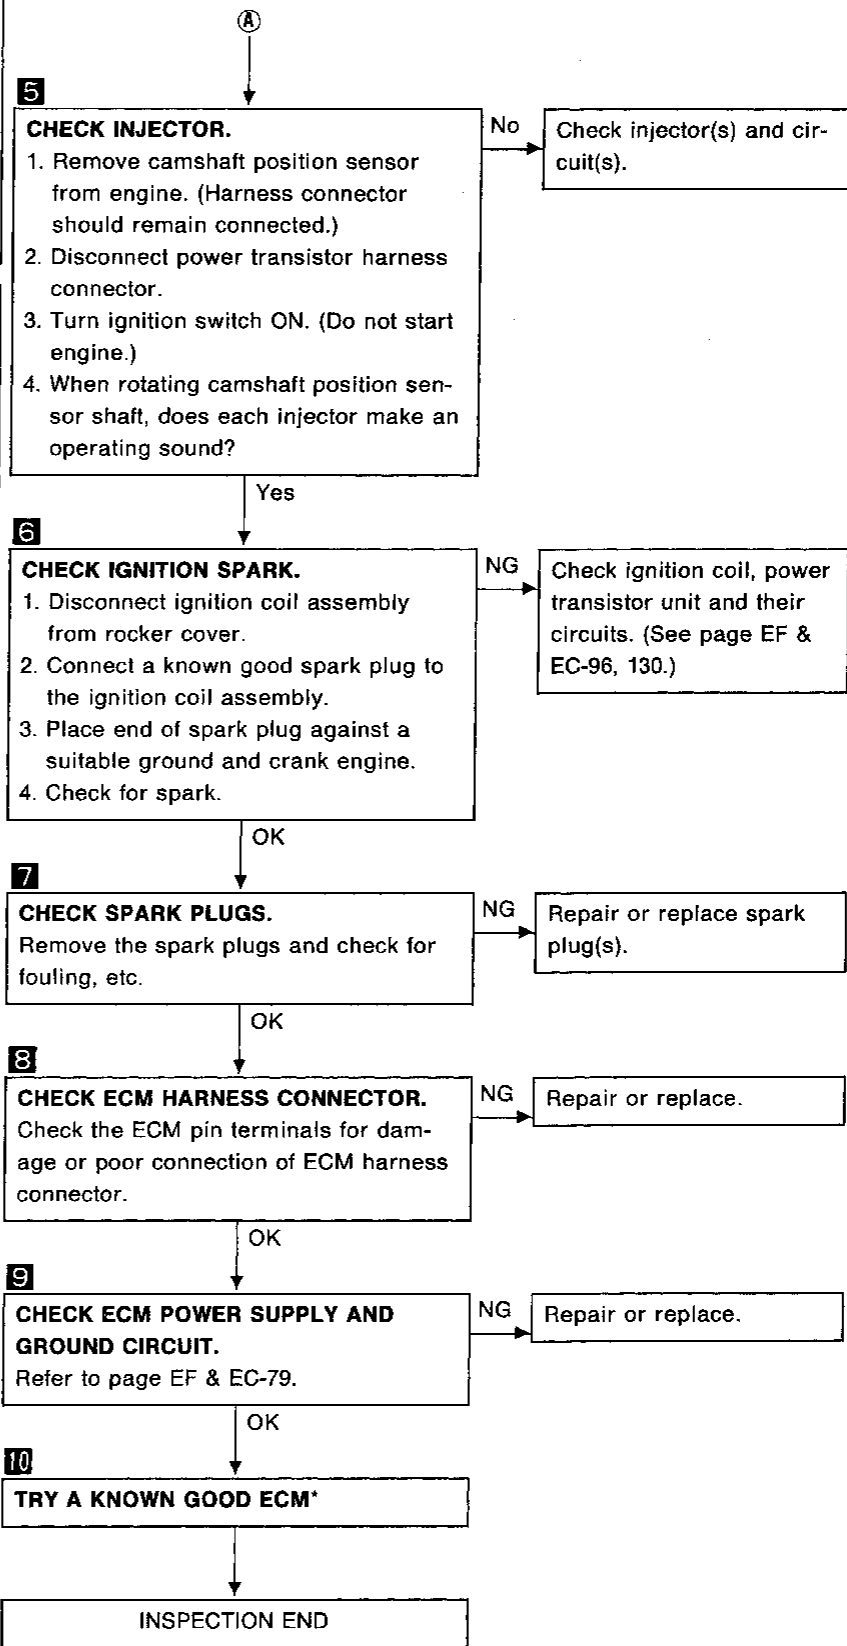 A
5
CHECK INJECTOR.
1. Remove camshaft position sensor
from engine. (Harness connector
should remain connected.)
2. Disconnect power transistor harness
connector.
3. Turn ignition switch ON. (Do not start
engine.)
4. When rotating camshaft position sen-
sor shaft, does each injector make an
operating sound?
No
Check injector(s) and cir-
cuit(s).
Yes
6
CHECK IGNITION SPARK.
1. Disconnect ignition coil assembly
from rocker cover.
2. Connect a known good spark plug to
the ignition coil assembly.
3. Place end of spark plug against a
suitable ground and crank engine.
4. Check for spark.
NG
Check ignition coil, power
transistor unit and their
circuits. (See page EF &
EC-96, 130.)
OK
7
CHECK SPARK PLUGS.
Remove the spark plugs and check for
fouling, etc.
NG
Repair or replace spark
plug(s).
OK
8
CHECK ECM HARNESS CONNECTOR.
Check the ECM pin terminals for dam-
age or poor connection of ECM harness
connector.
NG
Repair or replace.
OK
9
CHECK ECM POWER SUPPLY AND
GROUND CIRCUIT.
Refer to page EF & EC-79.
NG
Repair or replace.
OK
10
TRY A KNOWN GOOD ECM*
INSPECTION END